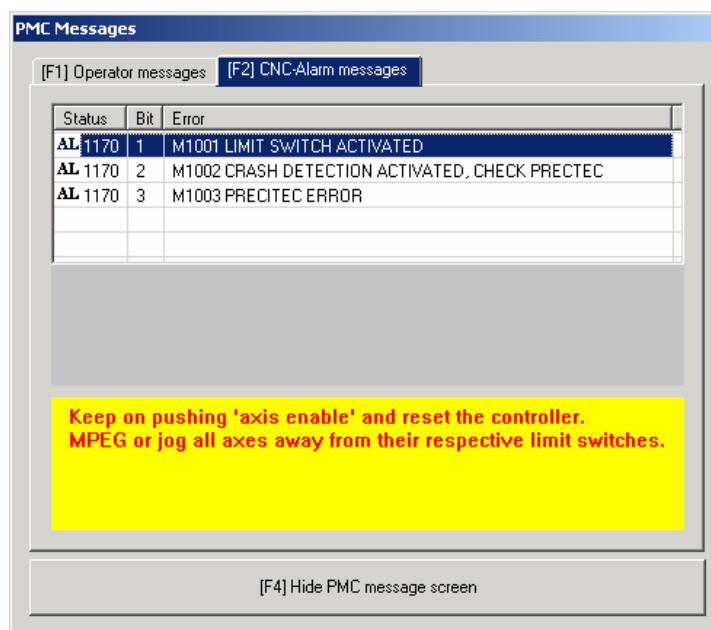 PMC Messages
[F1] Operator messages [F2] CNC-Alarm messages
Status Bit Error
AL 1170 1 M1001 LIMIT SWITCH ACTIVATED
AL 1170 2 M1002 CRASH DETECTION ACTIVATED, CHECK PRECTEC
AL 1170 3 M1003 PRECITEC ERROR
Keep on pushing 'axis enable' and reset the controller.
MPEG or jog all axes away from their respective limit switches.
[F4] Hide PMC message screen